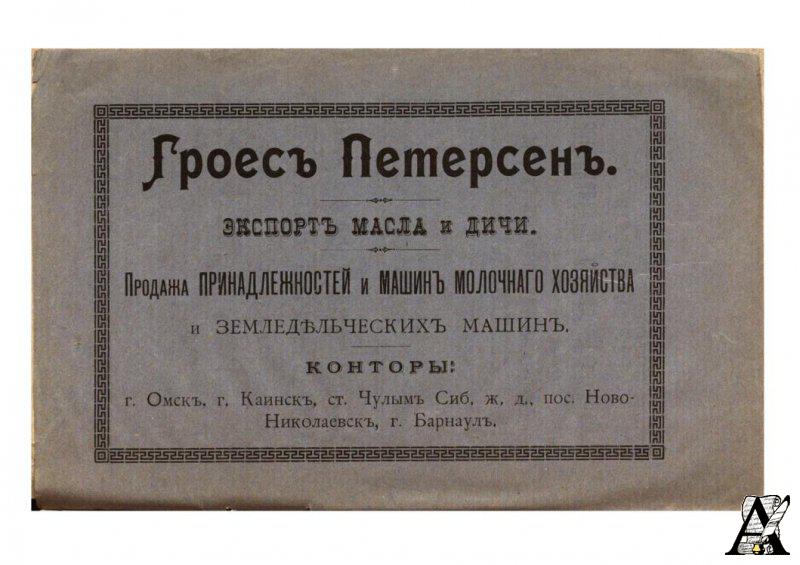 Гроесъ Петерсенъ.
ЭКСПОРТЪ МАСЛА и ДИЧИ.
Продажа ПРИНАДЛЕЖНОСТЕЙ и МАШИНЪ МОЛОЧНАГО ХОЗЯЙСТВА
и ЗЕМЛЕДѢЛЬЧЕСКИХЪ МАШИНЪ.
КОНТОРЫ:
г. Омскъ, г. Каинскъ, ст. Чулымъ Сиб. ж. д., пос. Ново-
Николаевскъ, г. Барнаулъ.